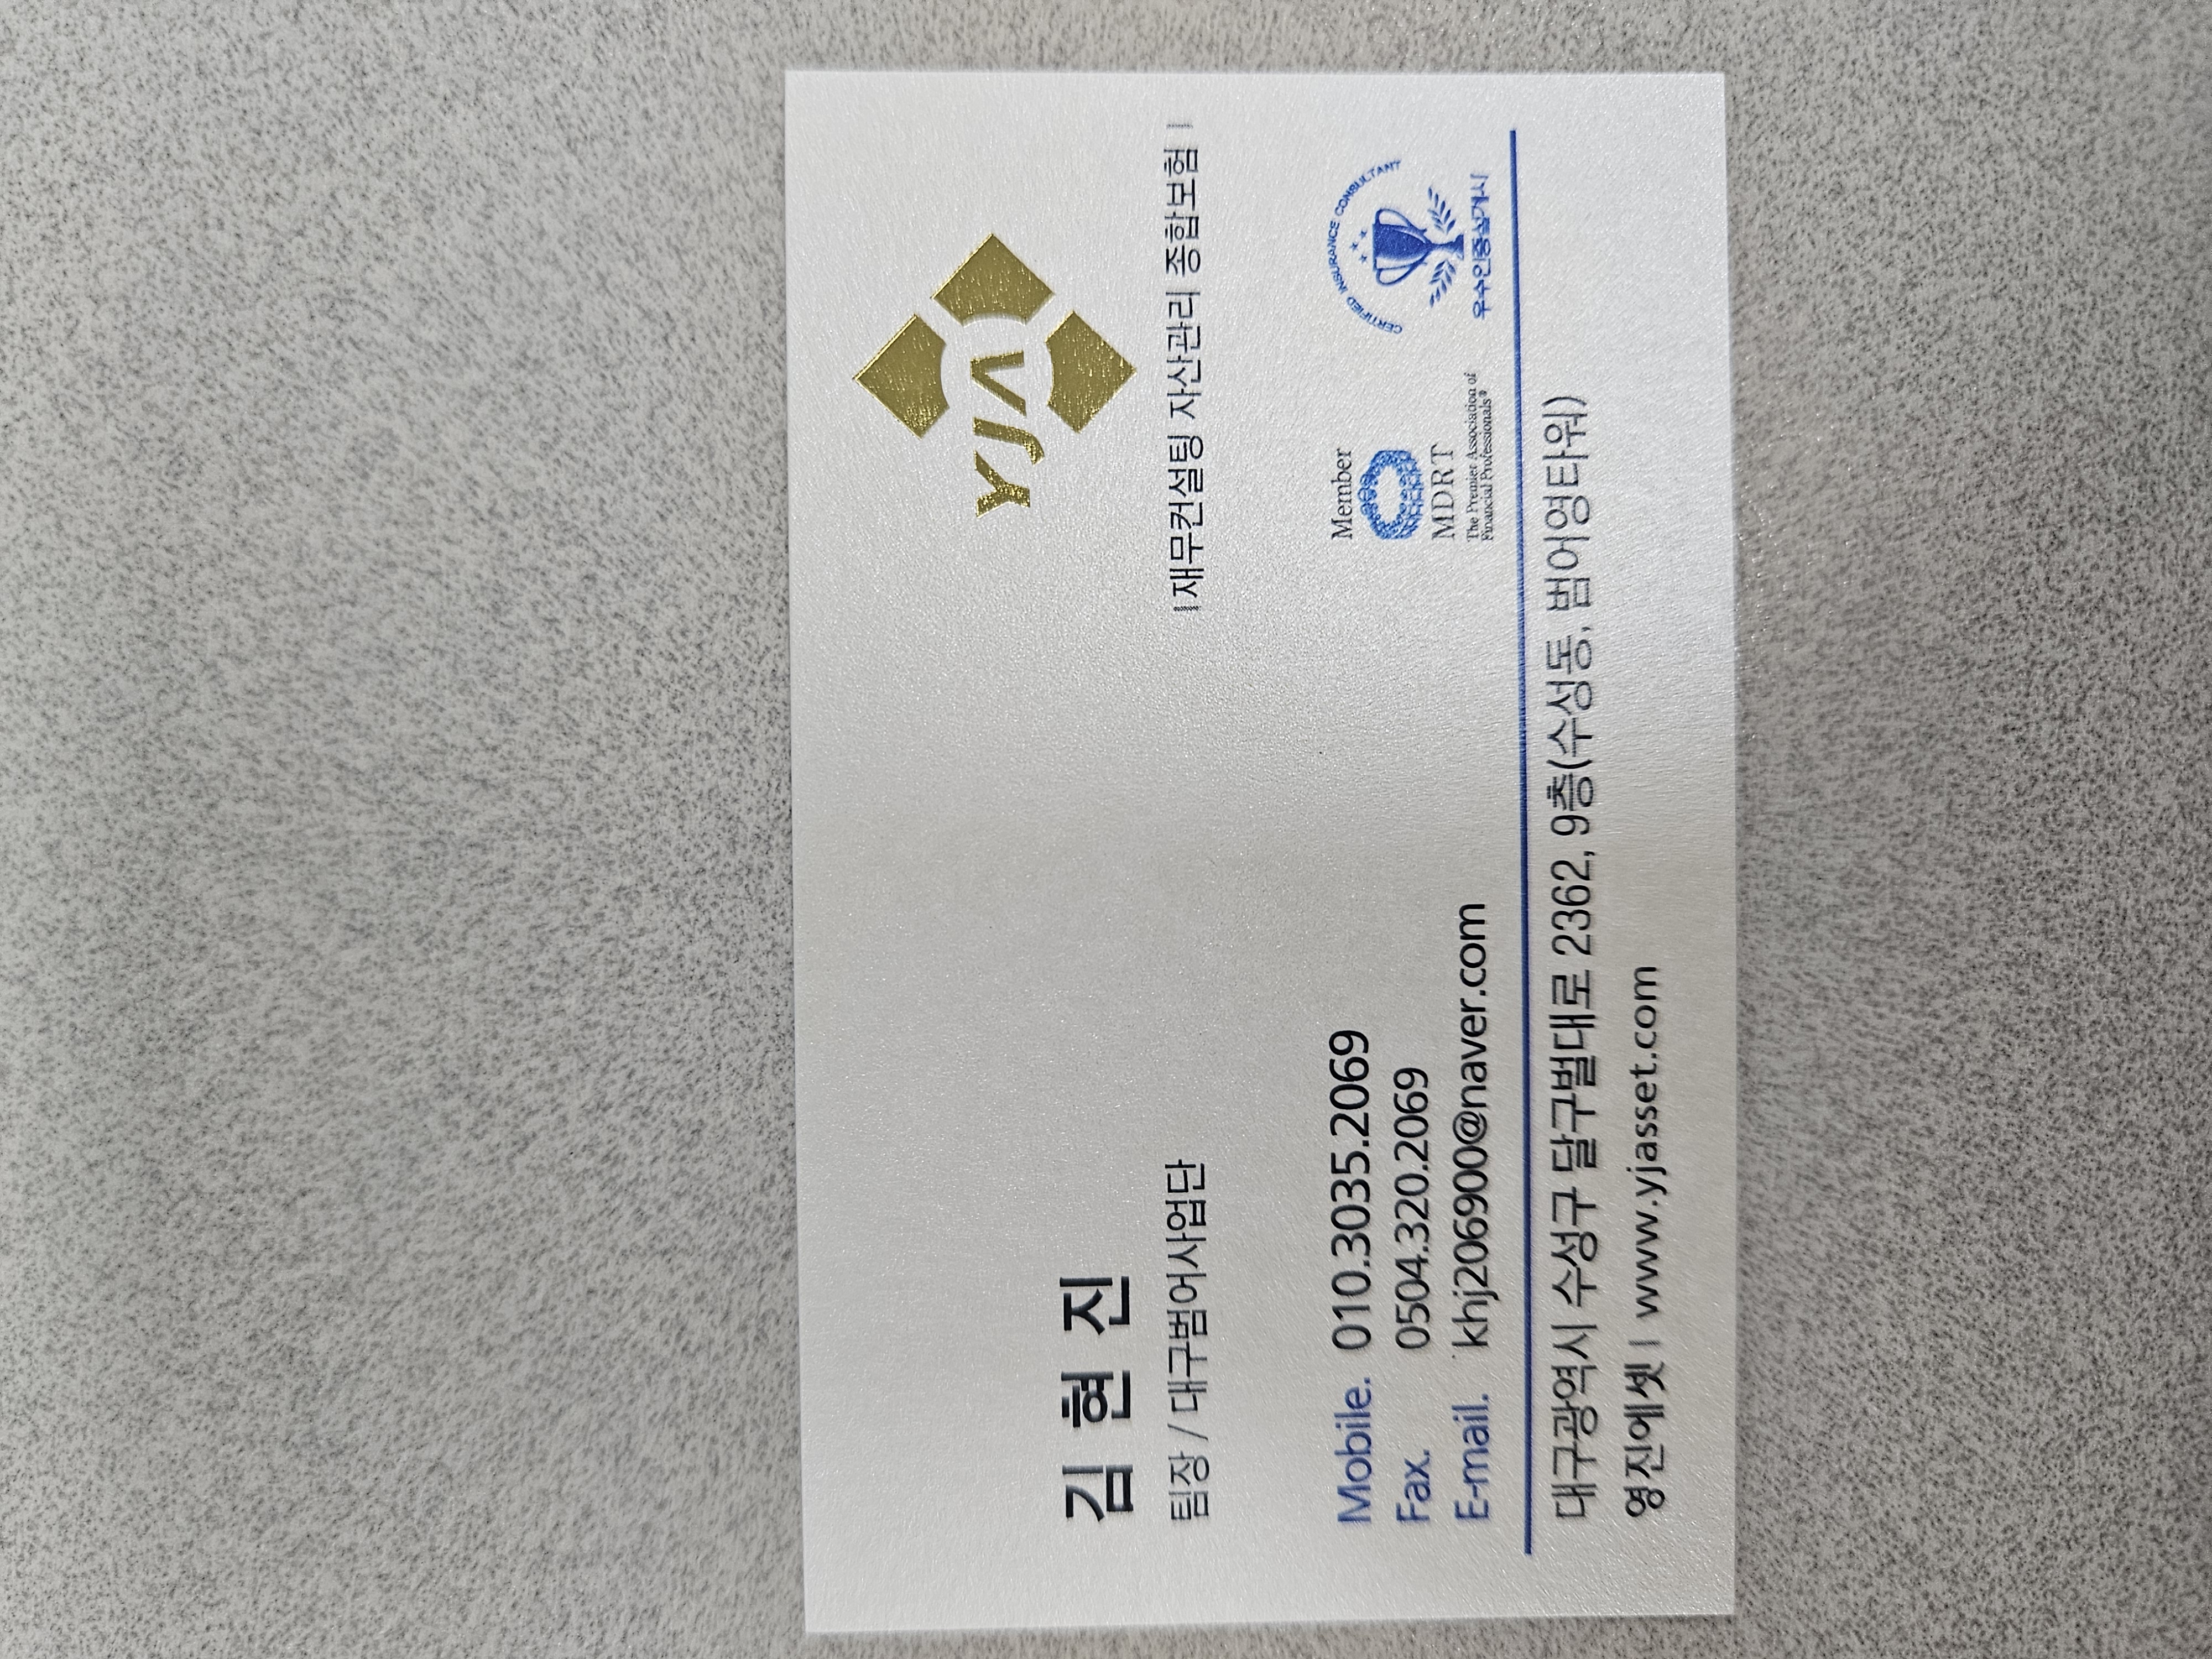 YJA
김 현 진
팀장 / 대구범어사업단
| 재무컨설팅 자산관리 종합보험 |
Mobile. 010.3035.2069
Fax. 0504.320.2069
E-mail. khj206900@naver.com
Member
MDRT
The Premier Association of
Financial Professionals®
CERTIFIED INSURANCE CONSULTANT
우수인증설계사
대구광역시 수성구 달구벌대로 2362, 9층(수성동, 범어영타워)
영진에셋 | www.yjasset.com